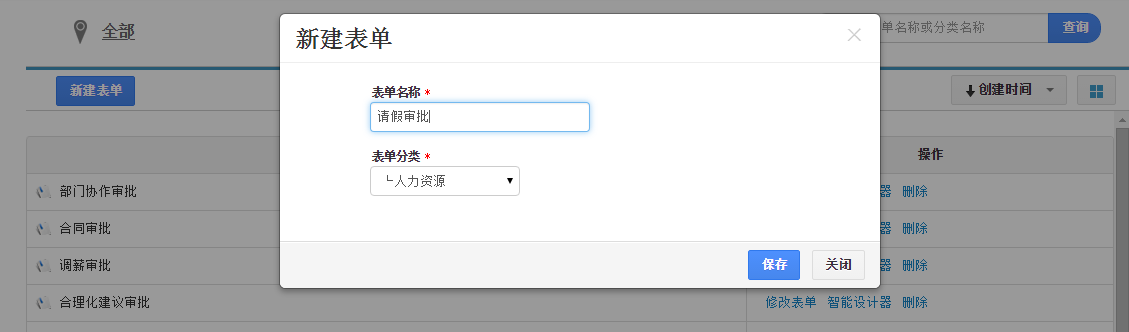 全部
单名称或分类名称
查询
新建表单
新建表单
创建时间
表单名称 *
请假审批
表单分类 *
└人力资源
操作
部门协作审批
器 删除
合同审批
器 删除
调薪审批
器 删除
保存
关闭
合理化建议审批
修改表单 智能设计器 删除